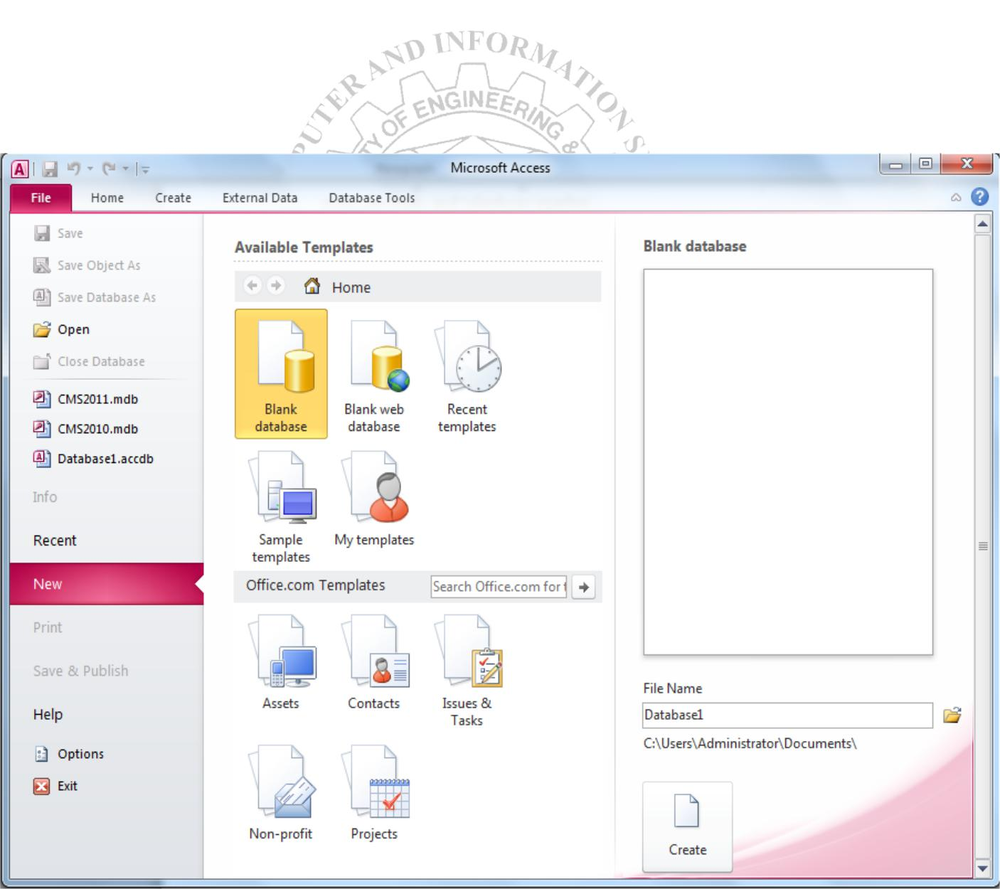 PUTER AND INFORMATION S
TY OF ENGINEERING &
Microsoft Access
File Home Create External Data Database Tools
Save
Save Object As
Save Database As
Open
Close Database
CMS2011.mdb
CMS2010.mdb
Database1.accdb
Info
Recent
New
Print
Save & Publish
Help
Options
Exit
Available Templates
Home
Blank
database
Blank web
database
Recent
templates
Sample
templates
My templates
Office.com Templates
Search Office.com for t
Assets
Contacts
Issues &
Tasks
Non-profit
Projects
Blank database
File Name
Database1
C:\Users\Administrator\Documents\
Create